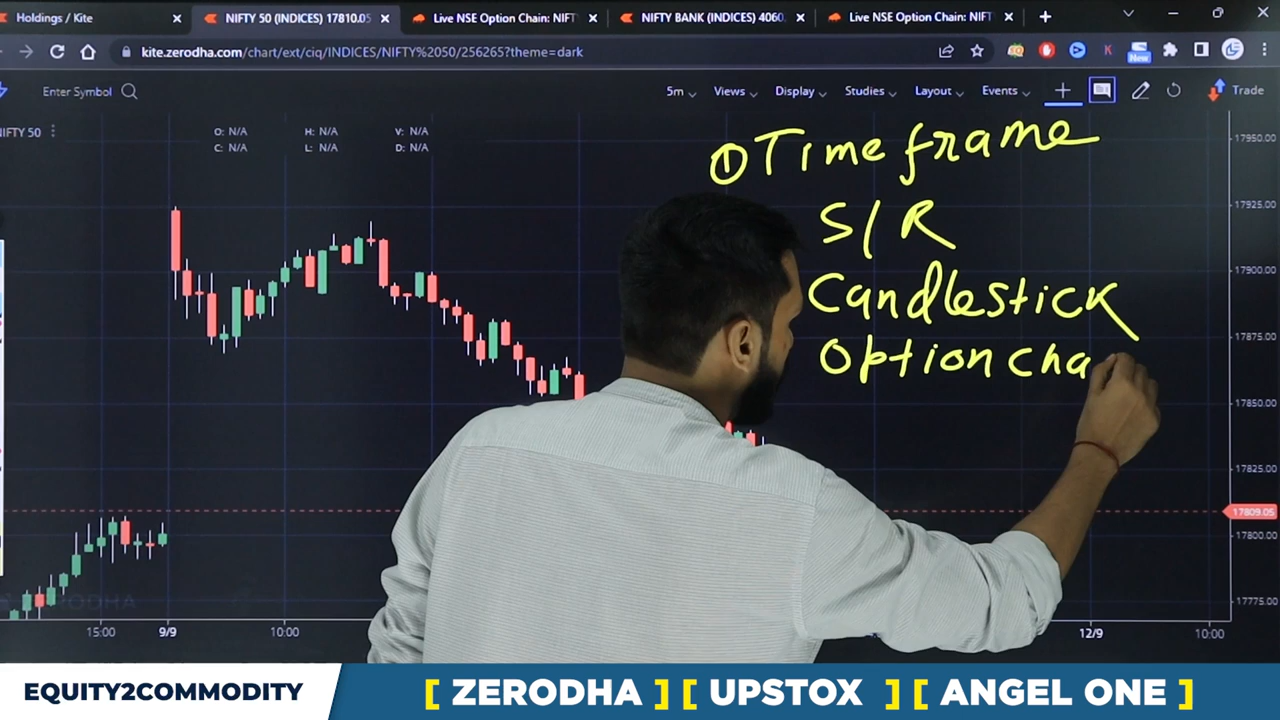 Holdings / Kite
NIFTY 50 (INDICES) 17810.05
Live NSE Option Chain: NIFT
NIFTY BANK (INDICES) 4060.
Live NSE Option Chain: NIFT
kite.zerodha.com/chart/ext/ciq/INDICES/NIFTY%2050/256265?theme=dark
New
Enter Symbol
5m Views Display Studies Layout Events Trade
NIFTY 50
O: N/A H: N/A V: N/A
C: N/A L: N/A D: N/A
① Timeframe
S/R
Candlestick
Option cha
17950.00
17925.00
17900.00
17875.00
17850.00
17825.00
17809.05
17800.00
17775.00
ZERODHA
15:00 9/9 10:00 12/9 10:00
EQUITY2COMMODITY [ ZERODHA ] [ UPSTOX ] [ ANGEL ONE ]